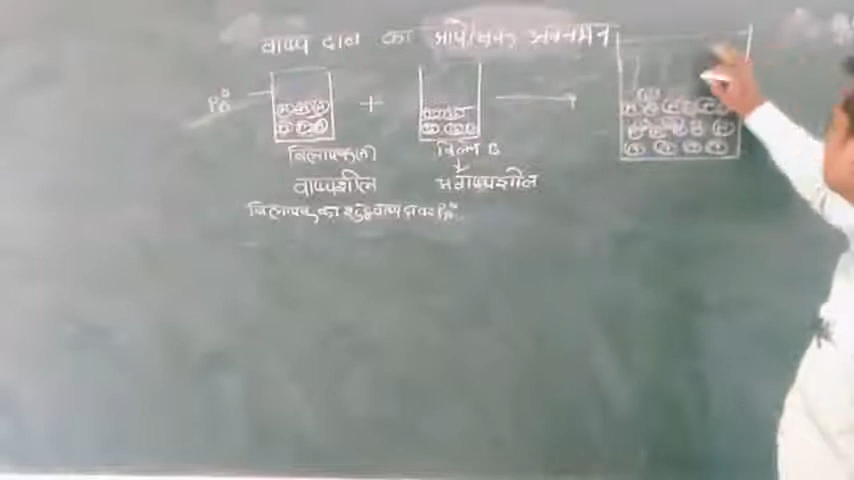 वाष्प दाब का आपेक्षिक अवनमन
P°A +
विलायक(A) विलेय B
वाष्पशील अवाष्पशील
विलायक का शुद्ध वाष्प दाब P°A